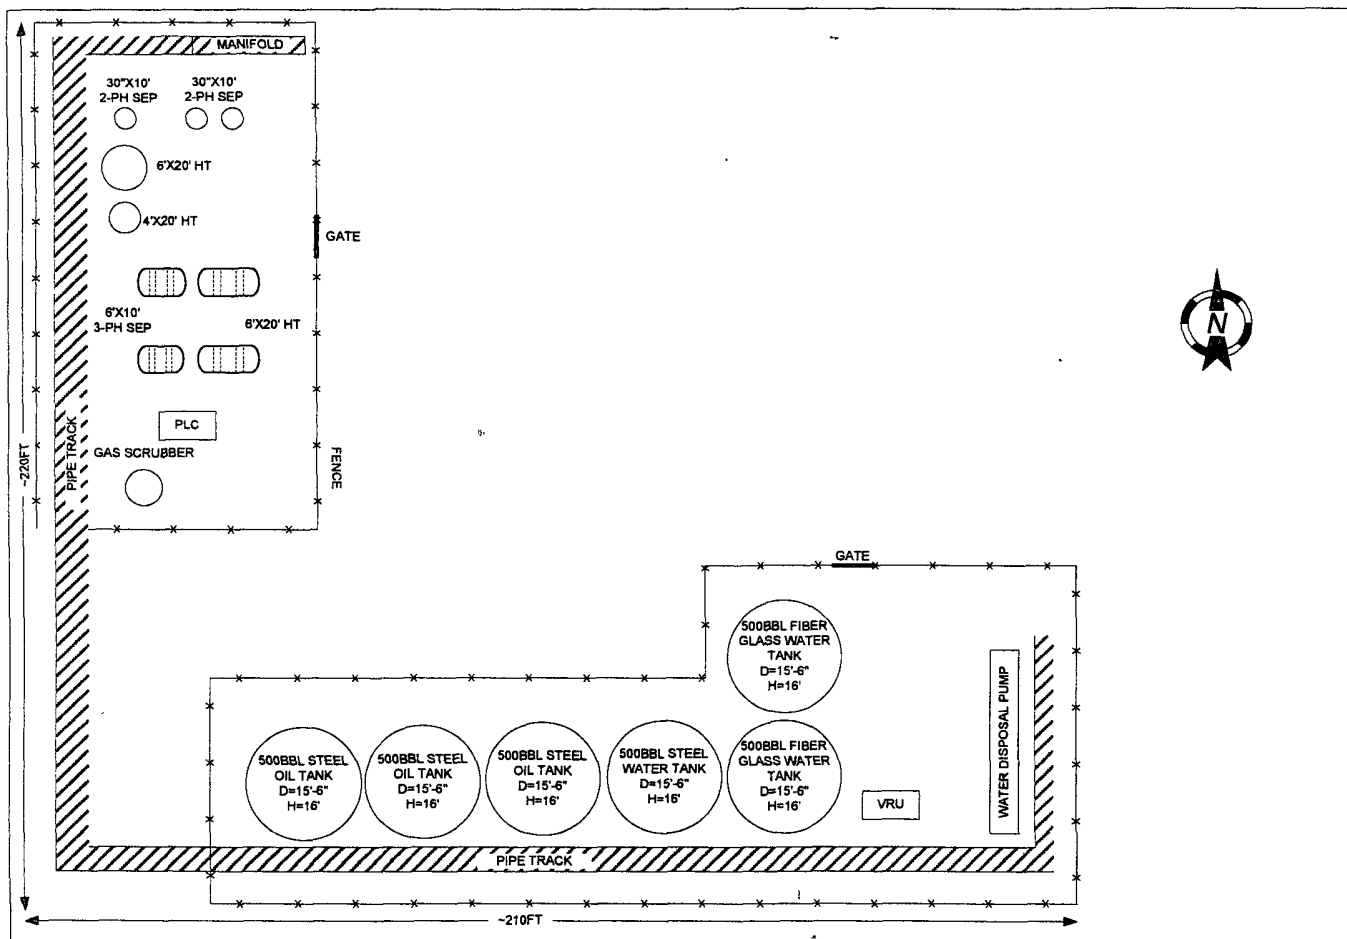 MANIFOLD
30"X10'
2-PH SEP
30"X10'
2-PH SEP
6'X20' HT
4'X20' HT
GATE
6'X10'
3-PH SEP
6'X20' HT
N
PLC
GAS SCRUBBER
PIPE TRACK
~220FT
FENCE
GATE
500BBL FIBER
GLASS WATER
TANK
D=15'-6"
H=16'
WATER DISPOSAL PUMP
500BBL STEEL
OIL TANK
D=15'-6"
H=16'
500BBL STEEL
OIL TANK
D=15'-6"
H=16'
500BBL STEEL
OIL TANK
D=15'-6"
H=16'
500BBL STEEL
WATER TANK
D=15'-6"
H=16'
500BBL FIBER
GLASS WATER
TANK
D=15'-6"
H=16'
VRU
PIPE TRACK
~210FT